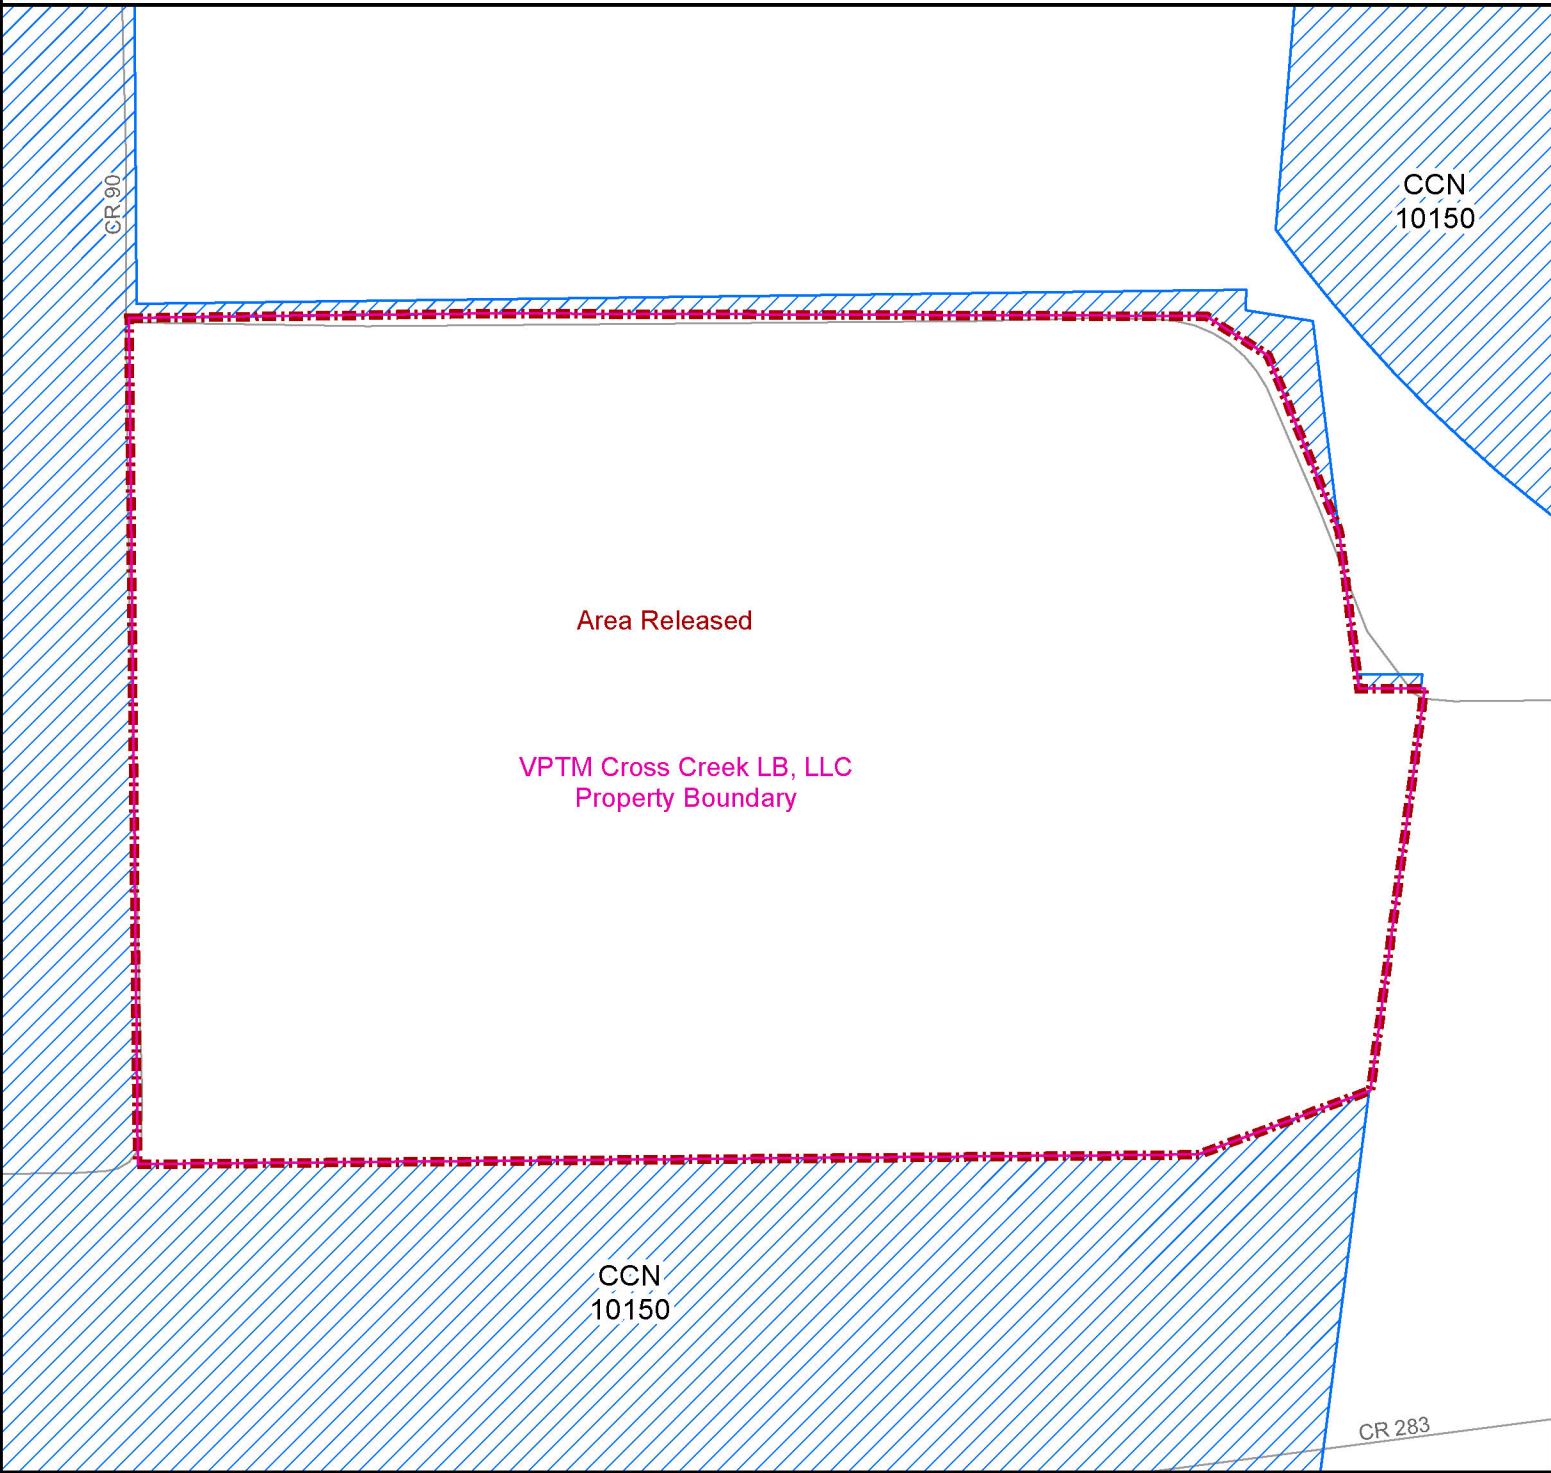 CR 90
CCN
10150
Area Released
VPTM Cross Creek LB, LLC
Property Boundary
CCN
10150
CR 283